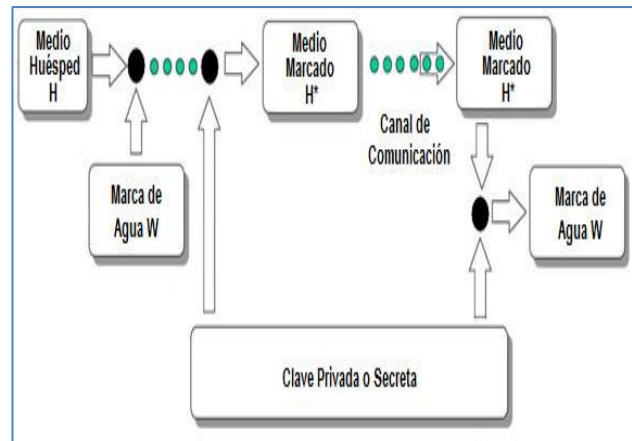 Medio
Huésped
H
Medio
Marcado
H*
Medio
Marcado
H*
Canal de
Comunicación
Marca de
Agua W
Marca de
Agua W
Clave Privada o Secreta